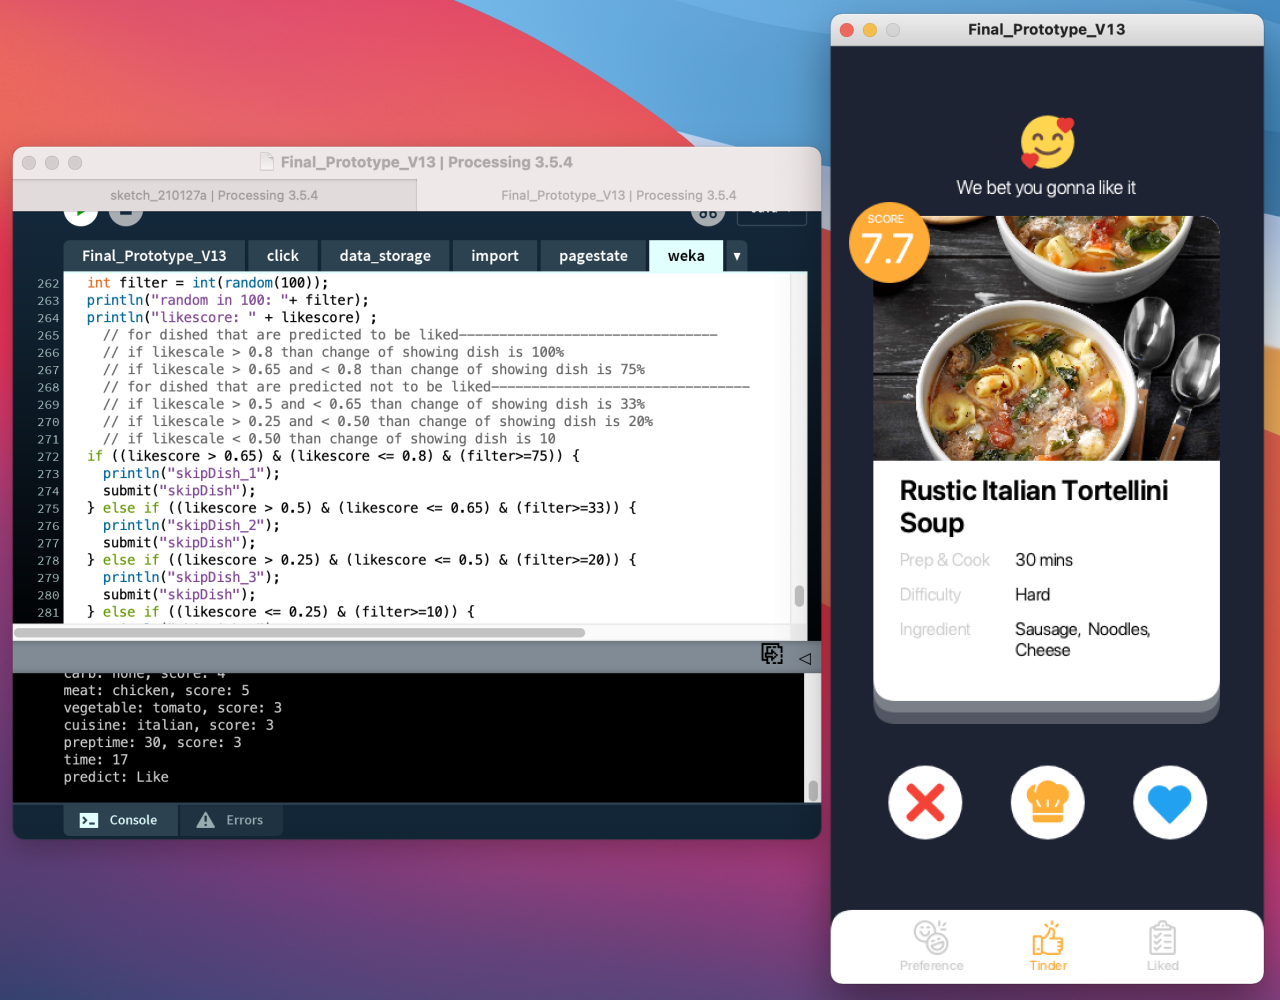 Final_Prototype_V13 | Processing 3.5.4
sketch_210127a | Processing 3.5.4
Final_Prototype_V13 | Processing 3.5.4
Final_Prototype_V13
click
data_storage
import
pagestate
weka
262 int filter = int(random(100));
263 println("random in 100: "+ filter);
264 println("likescore: " + likescore) ;
265 // for dished that are predicted to be liked--------------------------------
266 // if likescale > 0.8 than change of showing dish is 100%
267 // if likescale > 0.65 and < 0.8 than change of showing dish is 75%
268 // for dished that are predicted not to be liked--------------------------------
269 // if likescale > 0.5 and < 0.65 than change of showing dish is 33%
270 // if likescale > 0.25 and < 0.50 than change of showing dish is 20%
271 // if likescale < 0.50 than change of showing dish is 10
272 if ((likescore > 0.65) & (likescore <= 0.8) & (filter>=75)) {
273 println("skipDish_1");
274 submit("skipDish");
275 } else if ((likescore > 0.5) & (likescore <= 0.65) & (filter>=33)) {
276 println("skipDish_2");
277 submit("skipDish");
278 } else if ((likescore > 0.25) & (likescore <= 0.5) & (filter>=20)) {
279 println("skipDish_3");
280 submit("skipDish");
281 } else if ((likescore <= 0.25) & (filter>=10)) {
carb: none, score: 4
meat: chicken, score: 5
vegetable: tomato, score: 3
cuisine: italian, score: 3
preptime: 30, score: 3
time: 17
predict: Like
Console
Errors
Final_Prototype_V13
We bet you gonna like it
SCORE
7.7
Rustic Italian Tortellini
Soup
Prep & Cook 30 mins
Difficulty Hard
Ingredient Sausage, Noodles,
Cheese
Preference
Tinder
Liked